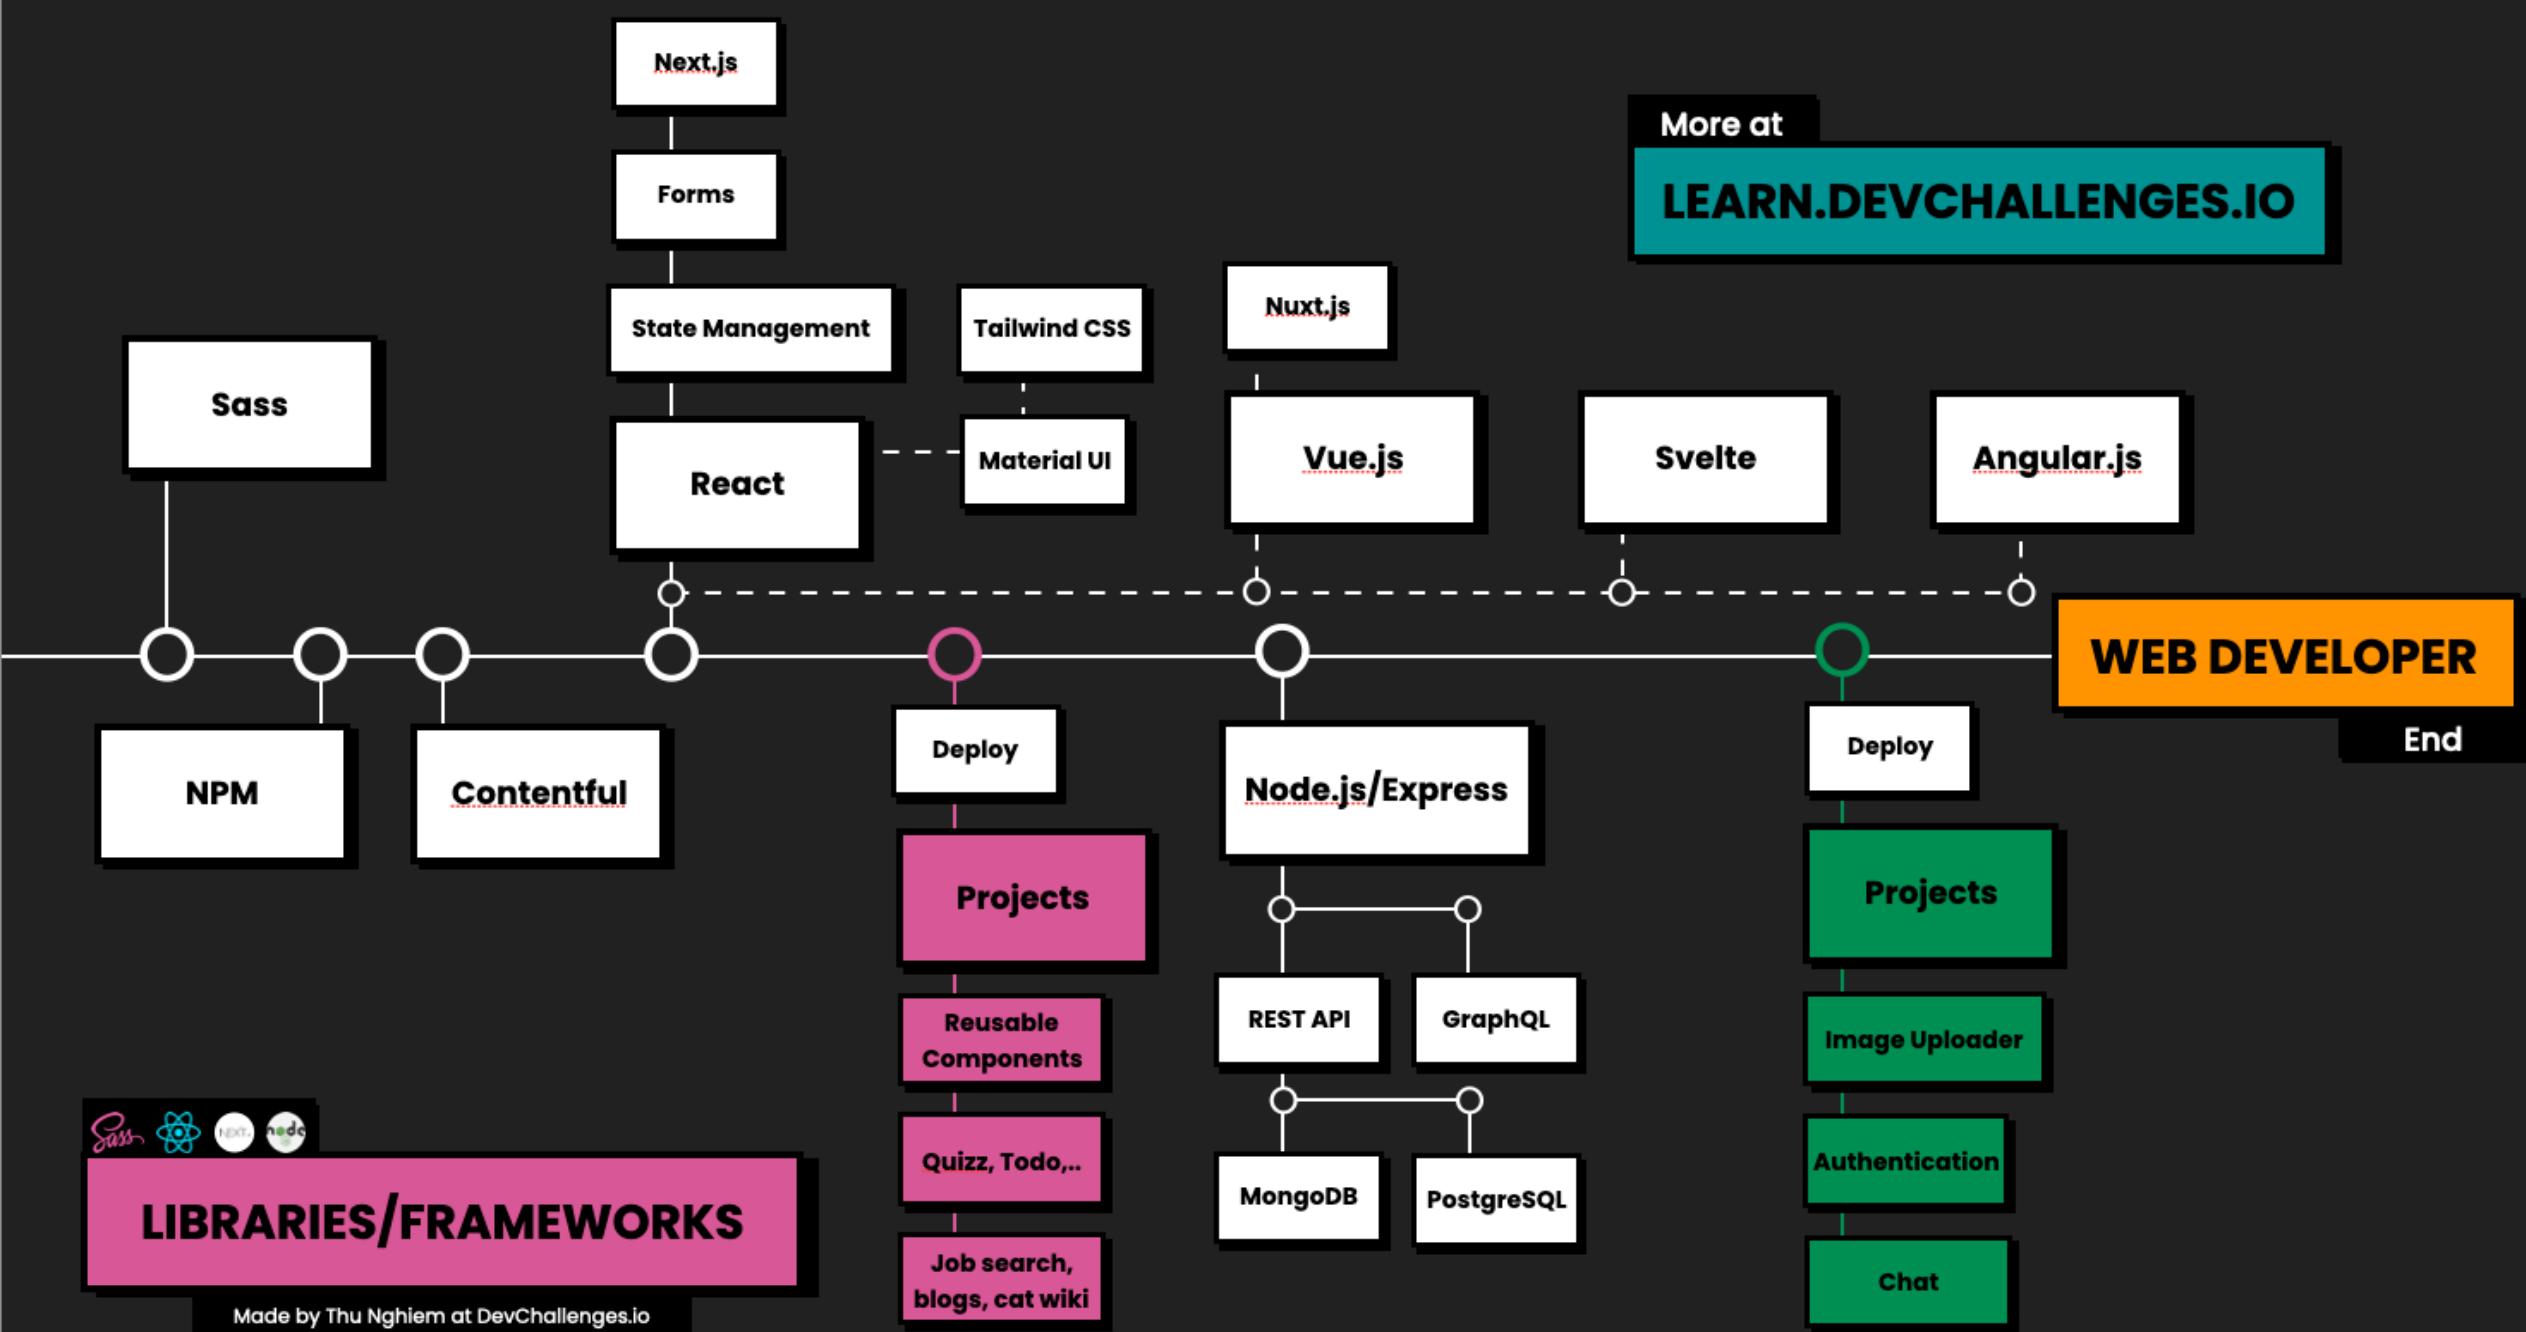 Next.js
Forms
State Management
React
Tailwind CSS
Material UI
More at
LEARN.DEVCHALLENGES.IO
Nuxt.js
Vue.js
Svelte
Angular.js
Sass
NPM
Contentful
WEB DEVELOPER
End
Deploy
Projects
Reusable
Components
Quizz, Todo,..
Job search,
blogs, cat wiki
Node.js/Express
REST API
GraphQL
MongoDB
PostgreSQL
Deploy
Projects
Image Uploader
Authentication
Chat
Sass
NEXT.
node
LIBRARIES/FRAMEWORKS
Made by Thu Nghiem at DevChallenges.io